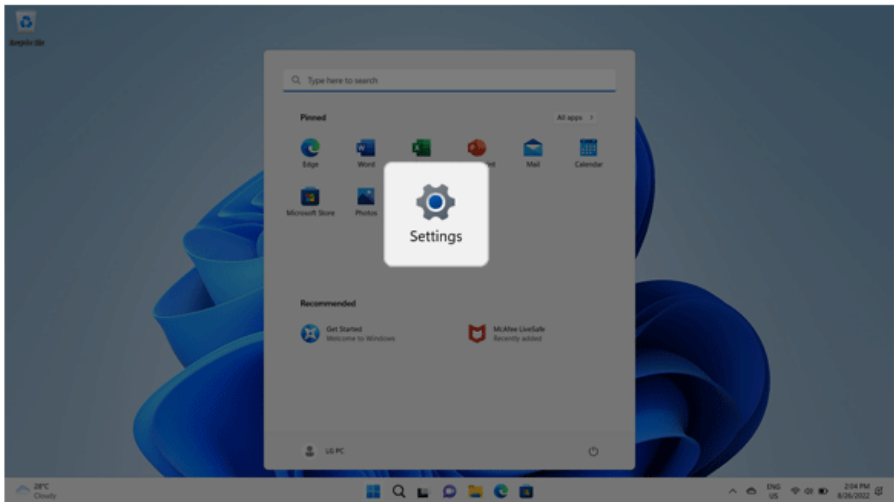 Recycle Bin
Type here to search
Pinned
All apps >
Edge
Word
Mail
Calendar
Microsoft Store
Photos
Settings
Recommended
Get Started
Welcome to Windows
McAfee LiveSafe
Recently added
LG PC
28°C
Cloudy
ENG
US
2:04 PM
8/26/2022